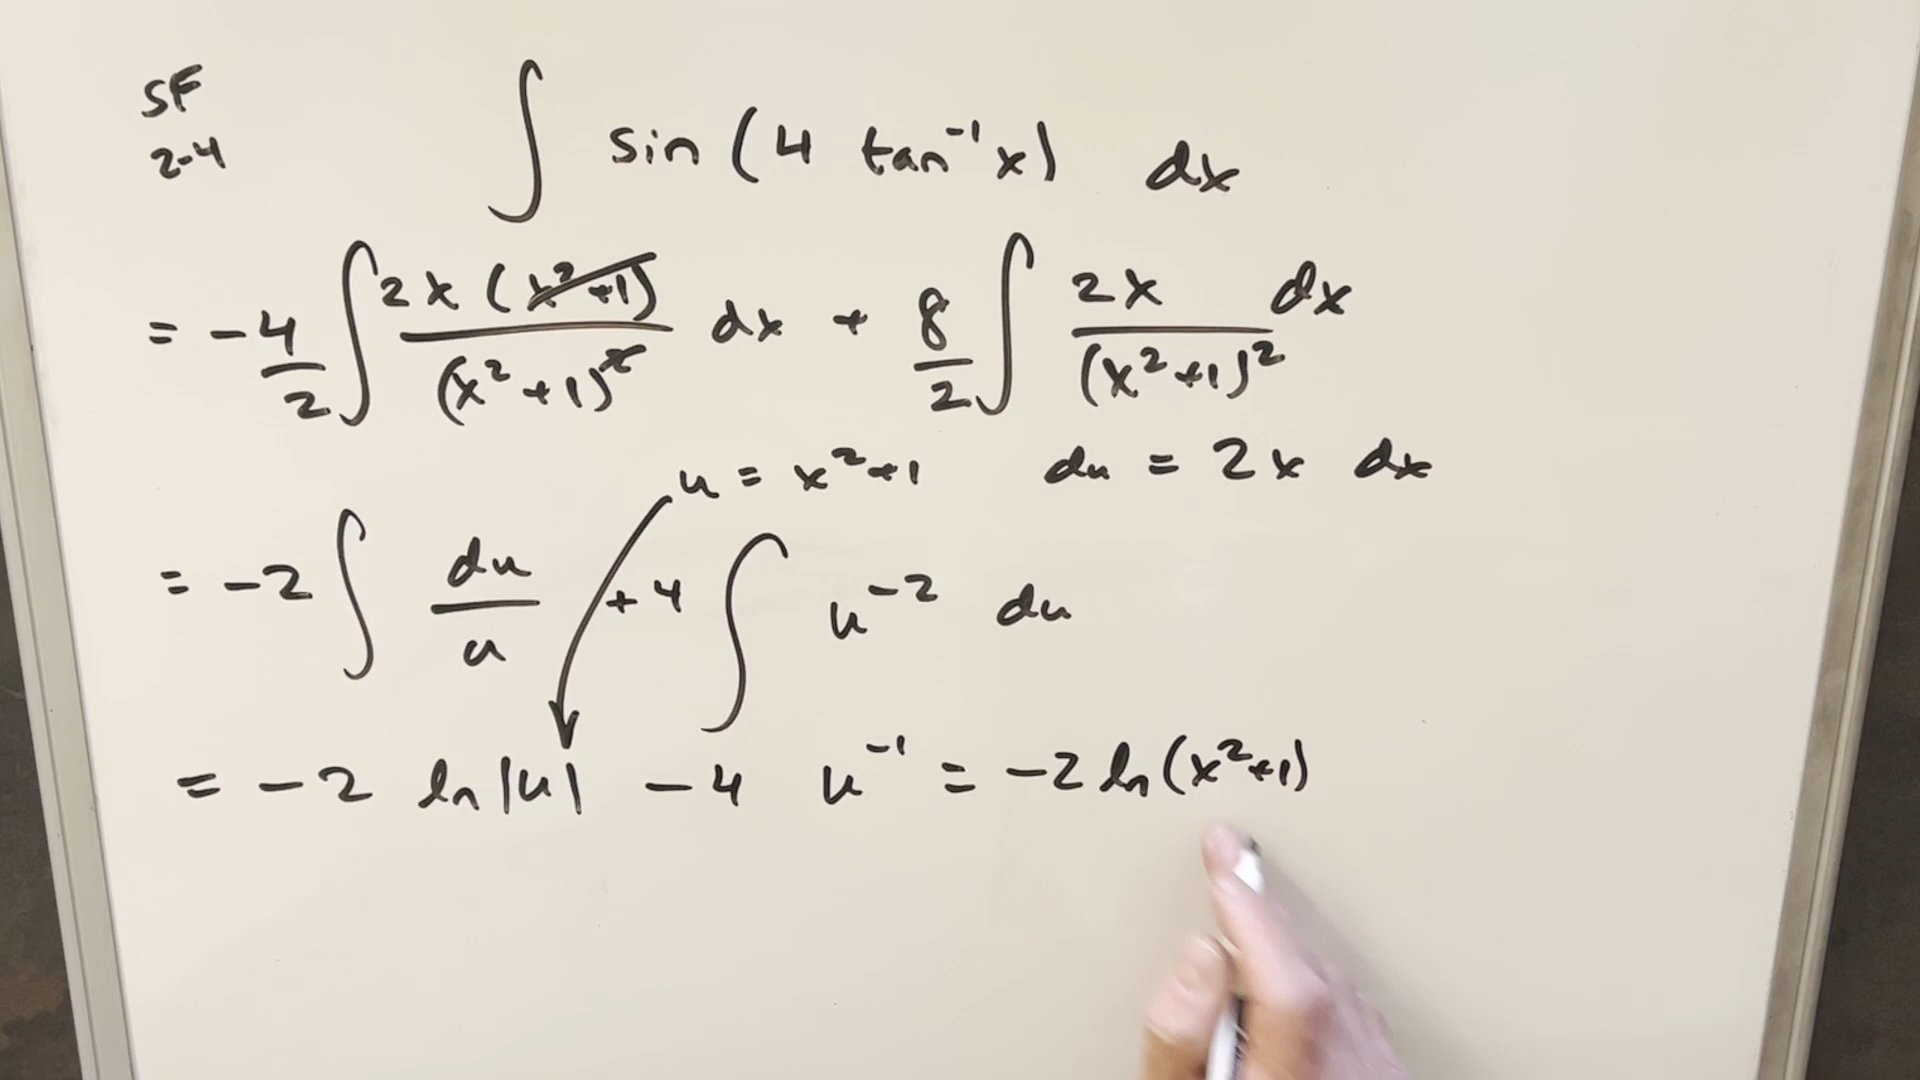 SF
2-4
∫ sin (4 tan⁻¹x) dx
= -4/2 ∫ 2x (x²+1)/(x²+1)² dx + 8/2 ∫ 2x/(x²+1)² dx
u = x²+1 du = 2x dx
= -2 ∫ du/u + 4 ∫ u⁻² du
= -2 ln|u| - 4 u⁻¹ = -2 ln(x²+1)